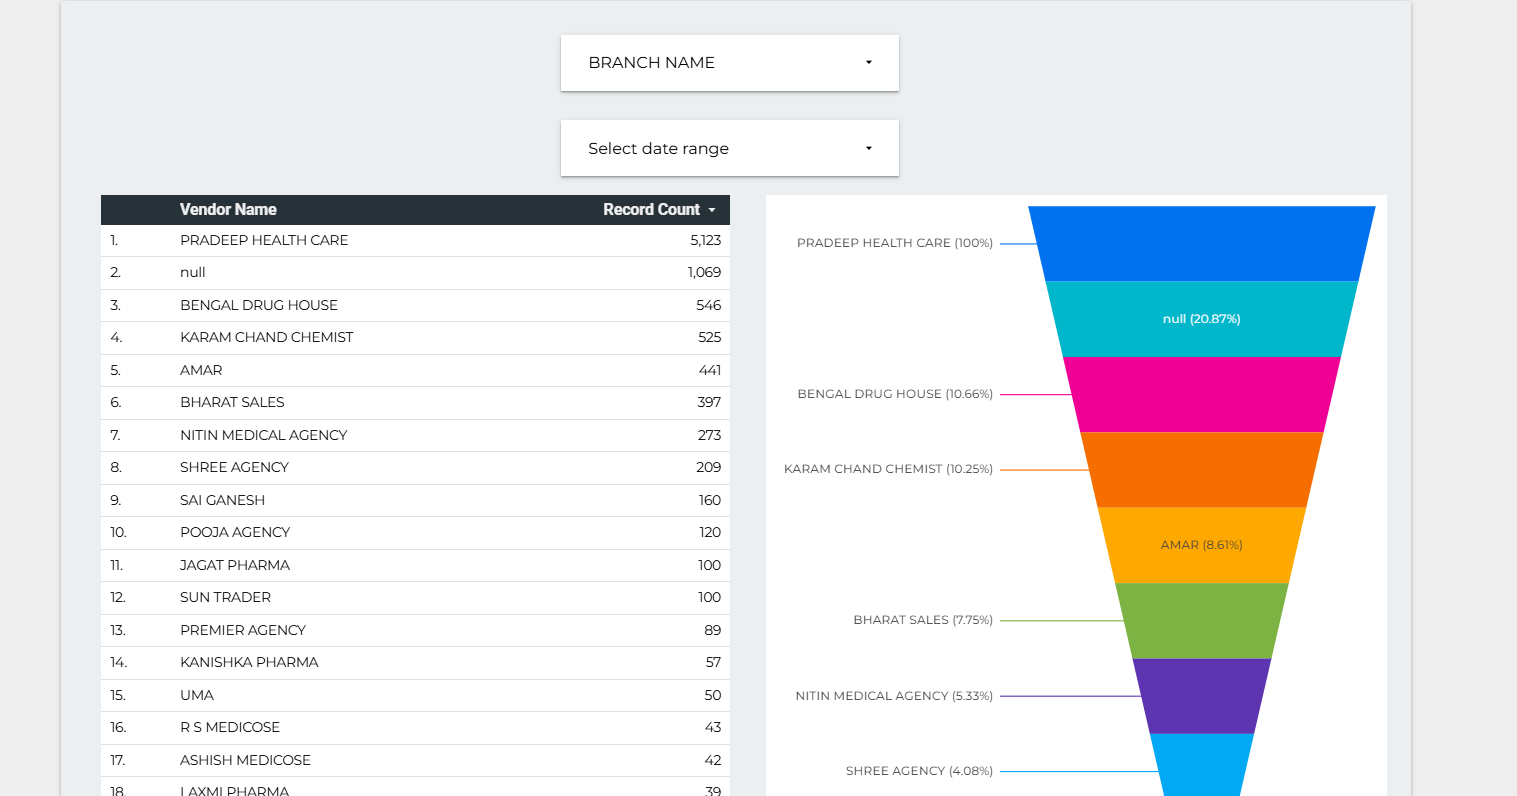 BRANCH NAME
Select date range
Vendor Name Record Count
1. PRADEEP HEALTH CARE 5,123
2. null 1,069
3. BENGAL DRUG HOUSE 546
4. KARAM CHAND CHEMIST 525
5. AMAR 441
6. BHARAT SALES 397
7. NITIN MEDICAL AGENCY 273
8. SHREE AGENCY 209
9. SAI GANESH 160
10. POOJA AGENCY 120
11. JAGAT PHARMA 100
12. SUN TRADER 100
13. PREMIER AGENCY 89
14. KANISHKA PHARMA 57
15. UMA 50
16. R S MEDICOSE 43
17. ASHISH MEDICOSE 42
18. LAXMI PHARMA 39
PRADEEP HEALTH CARE (100%)
null (20.87%)
BENGAL DRUG HOUSE (10.66%)
KARAM CHAND CHEMIST (10.25%)
AMAR (8.61%)
BHARAT SALES (7.75%)
NITIN MEDICAL AGENCY (5.33%)
SHREE AGENCY (4.08%)